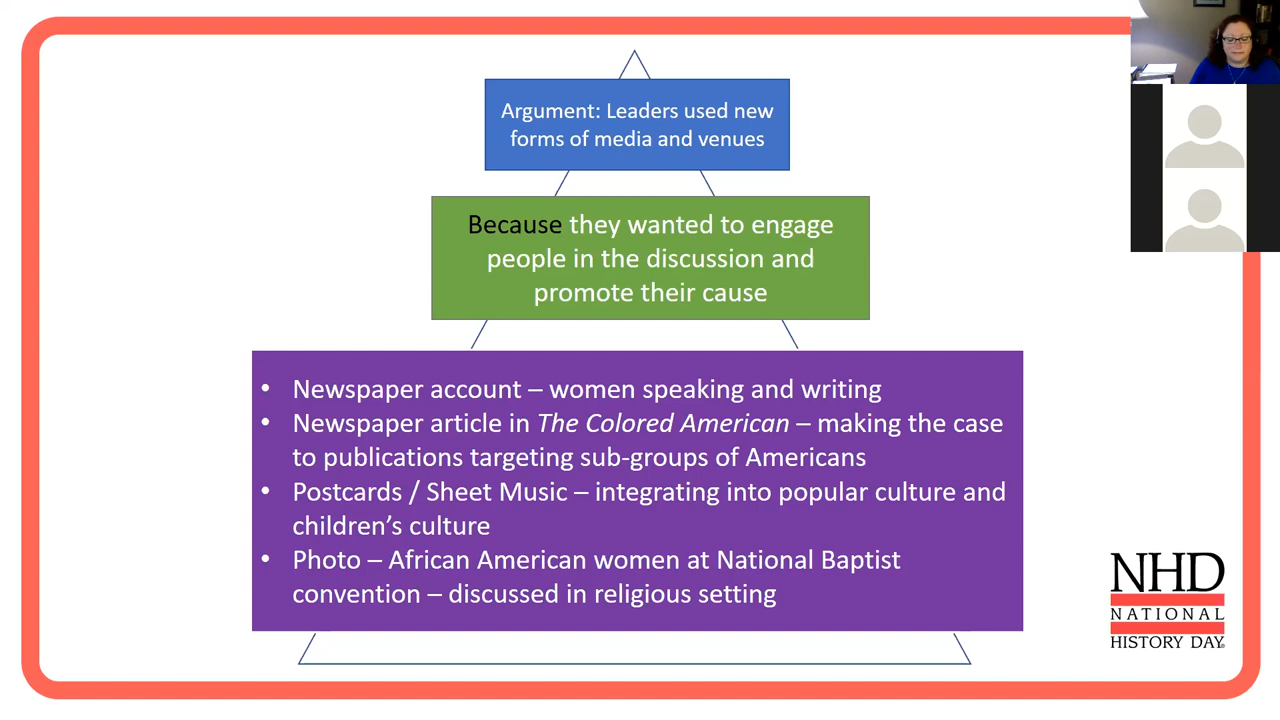 Argument: Leaders used new
forms of media and venues
Because they wanted to engage
people in the discussion and
promote their cause
• Newspaper account – women speaking and writing
• Newspaper article in The Colored American – making the case
to publications targeting sub-groups of Americans
• Postcards / Sheet Music – integrating into popular culture and
children’s culture
• Photo – African American women at National Baptist
convention – discussed in religious setting
NHD
NATIONAL
HISTORY DAY®